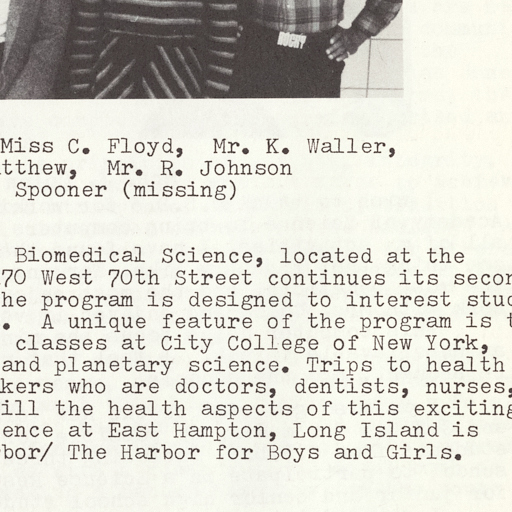 Miss C. Floyd, Mr. K. Waller,
tthew, Mr. R. Johnson
Spooner (missing)
Biomedical Science, located at the
70 West 70th Street continues its secon
he program is designed to interest stud
. A unique feature of the program is t
classes at City College of New York,
and planetary science. Trips to health
kers who are doctors, dentists, nurses,
ill the health aspects of this exciting
ence at East Hampton, Long Island is
bor/ The Harbor for Boys and Girls.